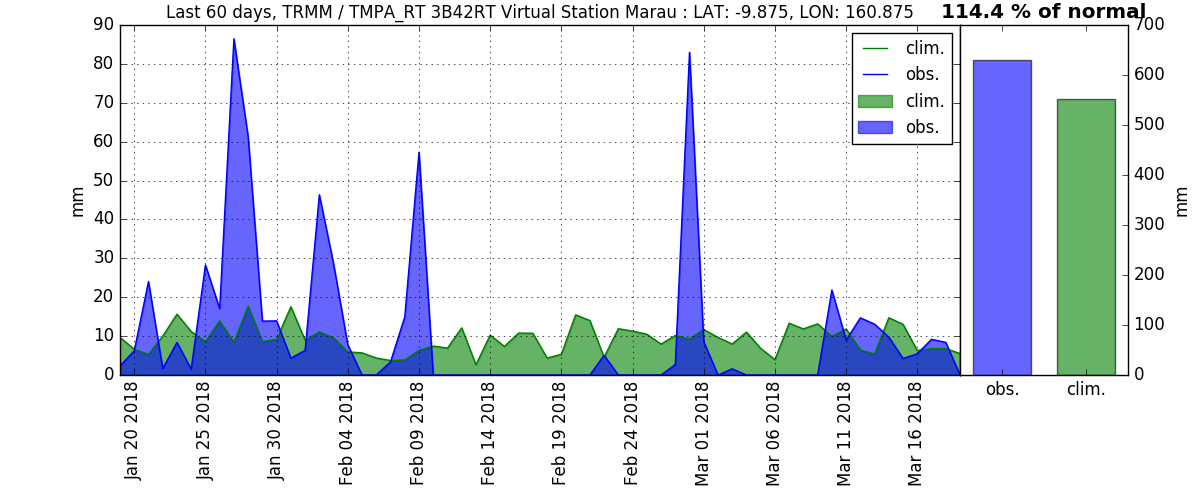 Last 60 days, TRMM / TMPA_RT 3B42RT Virtual Station Marau : LAT: -9.875, LON: 160.875
114.4 % of normal
90
80
70
60
50
40
30
20
10
0
mm
clim.
obs.
clim.
obs.
Jan 20 2018
Jan 25 2018
Jan 30 2018
Feb 04 2018
Feb 09 2018
Feb 14 2018
Feb 19 2018
Feb 24 2018
Mar 01 2018
Mar 06 2018
Mar 11 2018
Mar 16 2018
700
600
500
400
300
200
100
0
mm
obs.
clim.